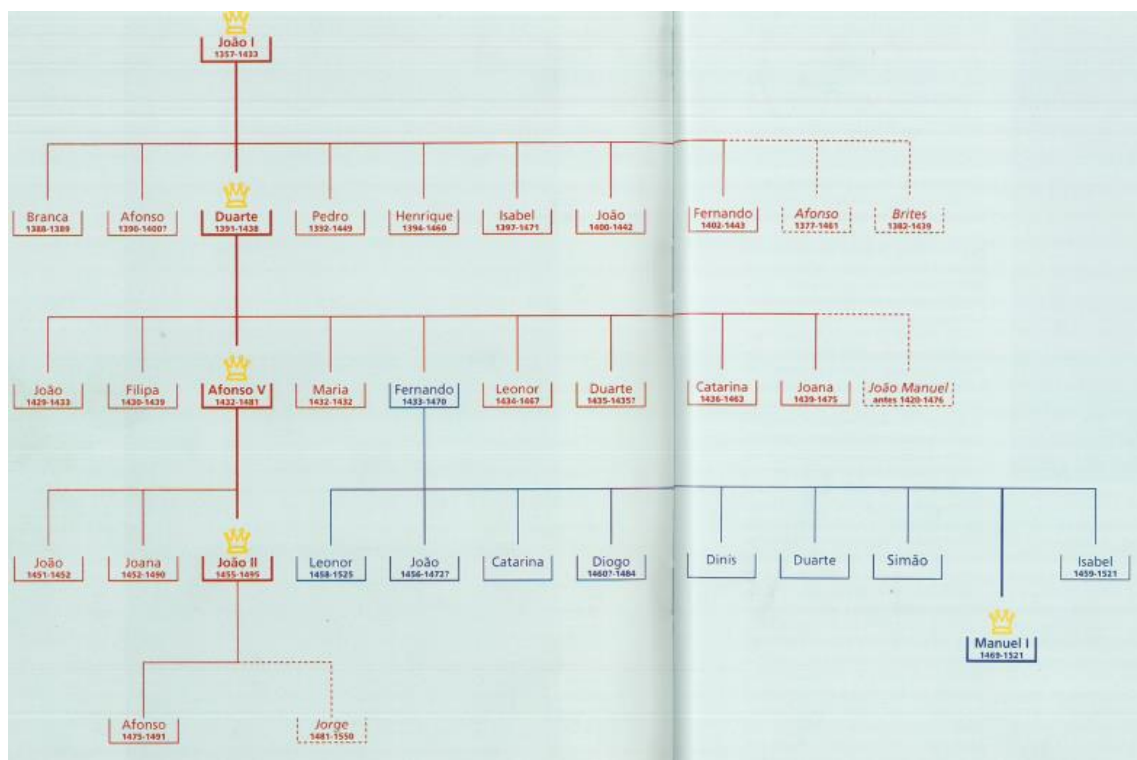 João I
1357-1433
Branca
1388-1389
Afonso
1390-1400?
Duarte
1391-1438
Pedro
1392-1449
Henrique
1394-1460
Isabel
1397-1471
João
1400-1442
Fernando
1402-1443
Afonso
1377-1461
Brites
1382-1439
João
1429-1433
Filipa
1430-1439
Afonso V
1432-1481
Maria
1432-1432
Fernando
1433-1470
Leonor
1434-1467
Duarte
1435-1435?
Catarina
1436-1463
Joana
1439-1475
João Manuel
antes 1420-1476
João
1451-1452
Joana
1452-1490
João II
1455-1495
Leonor
1458-1525
João
1456-1472?
Catarina
Diogo
1460?-1484
Dinis
Duarte
Simão
Isabel
1459-1521
Manuel I
1469-1521
Afonso
1475-1491
Jorge
1481-1550